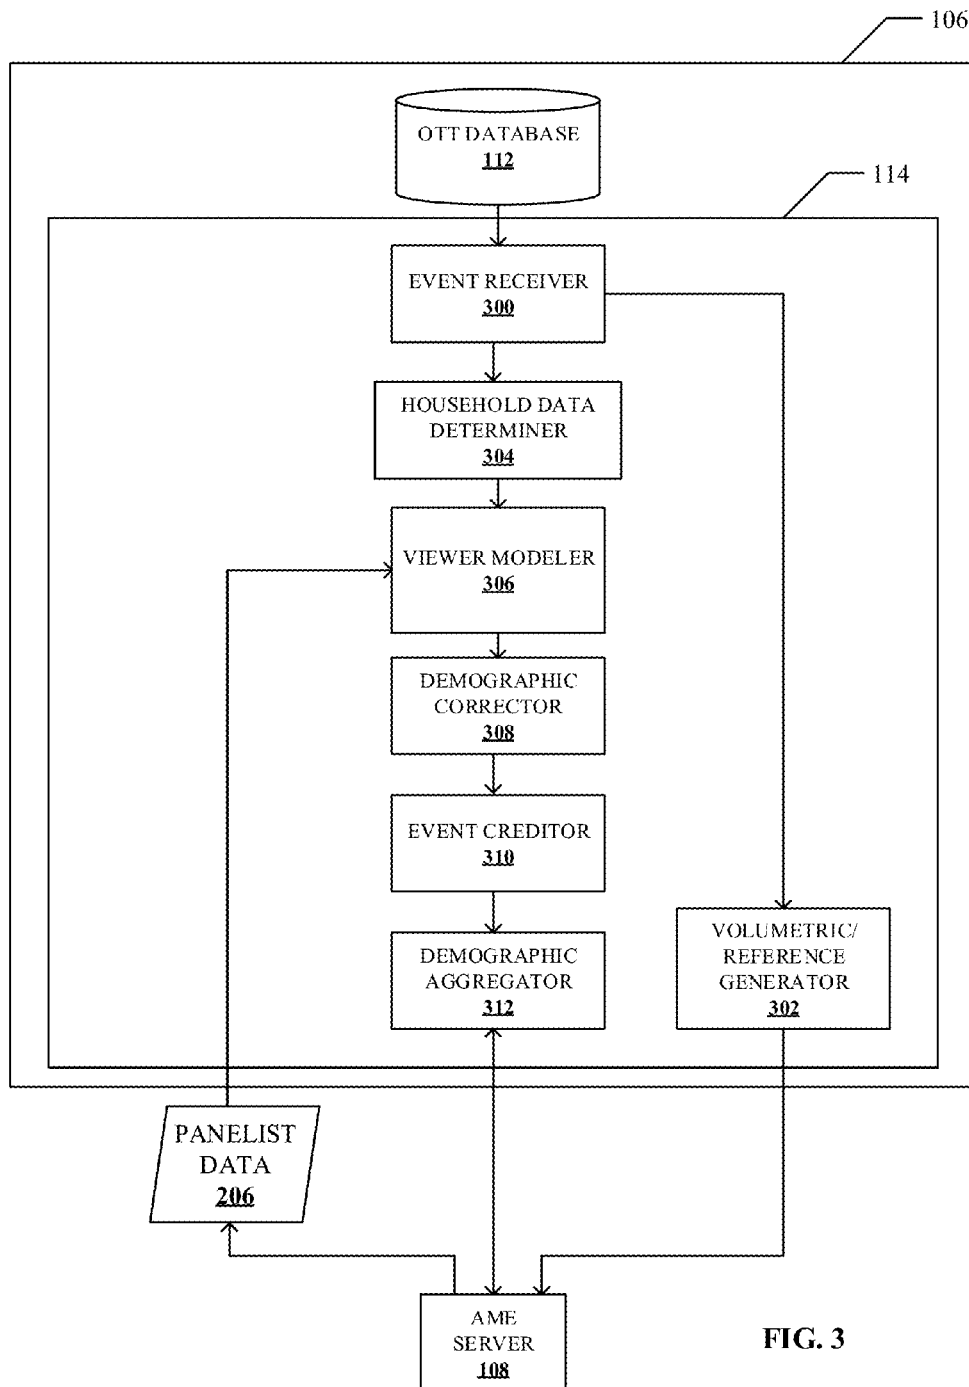 106
OTT DATABASE
112
114
EVENT RECEIVER
300
HOUSEHOLD DATA
DETERMINER
304
VIEWER MODELER
306
DEMOGRAPHIC
CORRECTOR
308
EVENT CREDITOR
310
DEMOGRAPHIC
AGGREGATOR
312
VOLUMETRIC/
REFERENCE
GENERATOR
302
PANELIST
DATA
206
AME
SERVER
108
FIG. 3